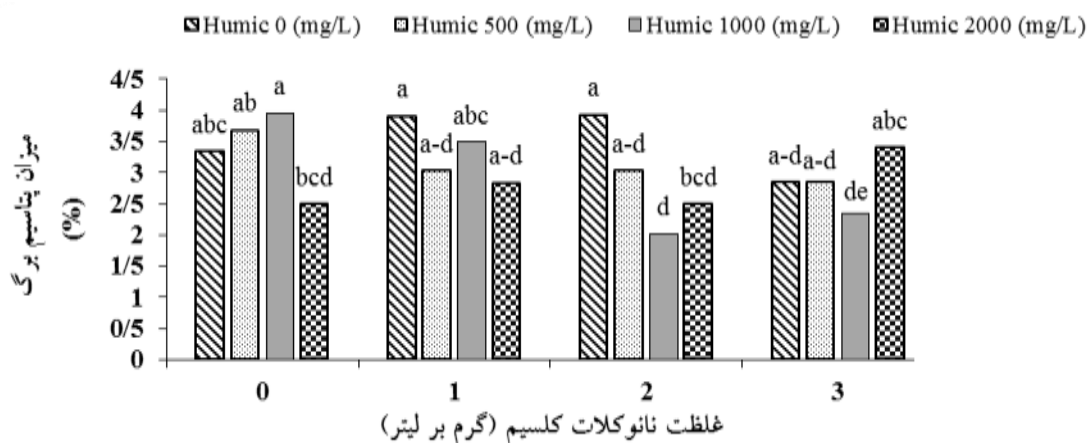 Humic 0 (mg/L) Humic 500 (mg/L) Humic 1000 (mg/L) Humic 2000 (mg/L)
میزان پتاسیم برگ
(%)
4/5
4
3/5
3
2/5
2
1/5
1
0/5
0
abc ab a bcd
a a-d abc a-d
a a-d d bcd
a-d a-d de abc
0 1 2 3
غلظت نانوکلات کلسیم (گرم بر لیتر)